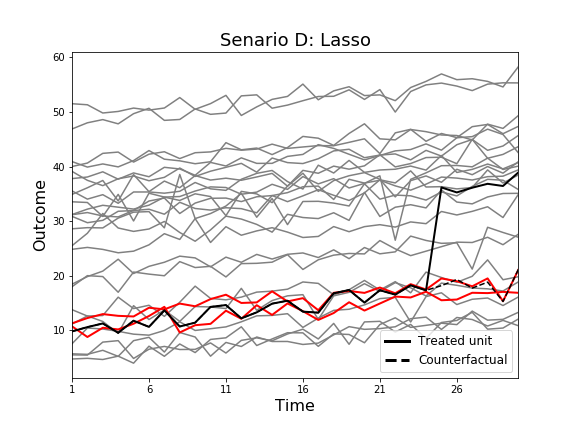 Senario D: Lasso
60
50
40
30
20
10
Outcome
1 6 11 16 21 26
Time
Treated unit
Counterfactual